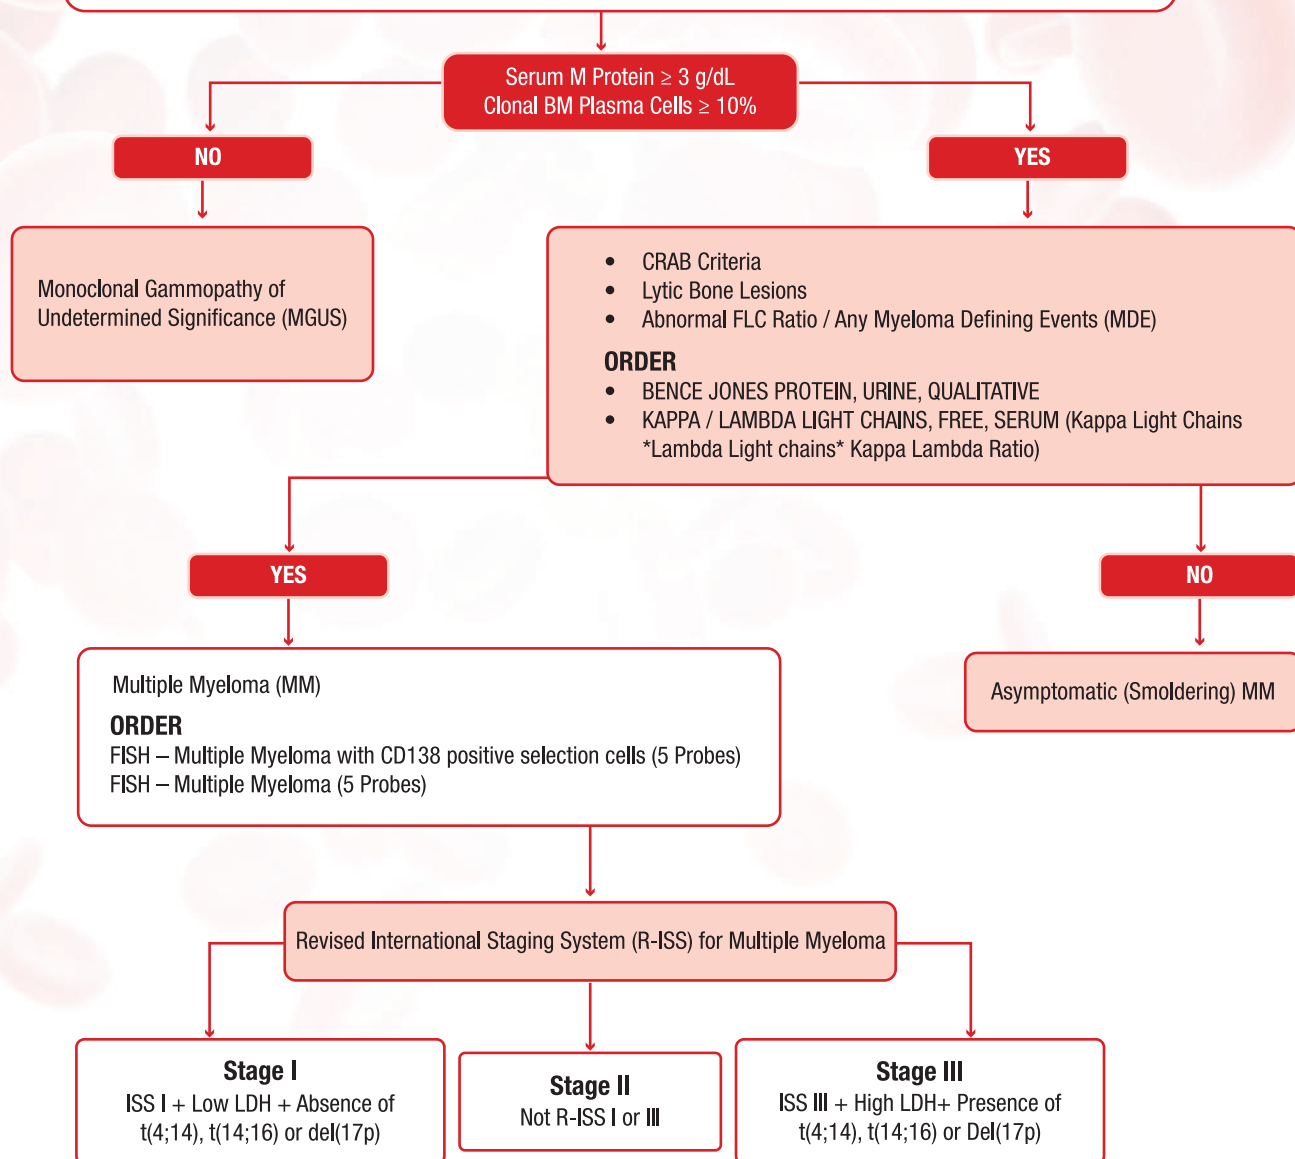 Serum M Protein ≥ 3 g/dL
Clonal BM Plasma Cells ≥ 10%
NO
YES
Monoclonal Gammopathy of
Undetermined Significance (MGUS)
• CRAB Criteria
• Lytic Bone Lesions
• Abnormal FLC Ratio / Any Myeloma Defining Events (MDE)
ORDER
• BENCE JONES PROTEIN, URINE, QUALITATIVE
• KAPPA / LAMBDA LIGHT CHAINS, FREE, SERUM (Kappa Light Chains
*Lambda Light chains* Kappa Lambda Ratio)
YES
NO
Multiple Myeloma (MM)
ORDER
FISH – Multiple Myeloma with CD138 positive selection cells (5 Probes)
FISH – Multiple Myeloma (5 Probes)
Asymptomatic (Smoldering) MM
Revised International Staging System (R-ISS) for Multiple Myeloma
Stage I
ISS I + Low LDH + Absence of
t(4;14), t(14;16) or del(17p)
Stage II
Not R-ISS I or III
Stage III
ISS III + High LDH+ Presence of
t(4;14), t(14;16) or Del(17p)